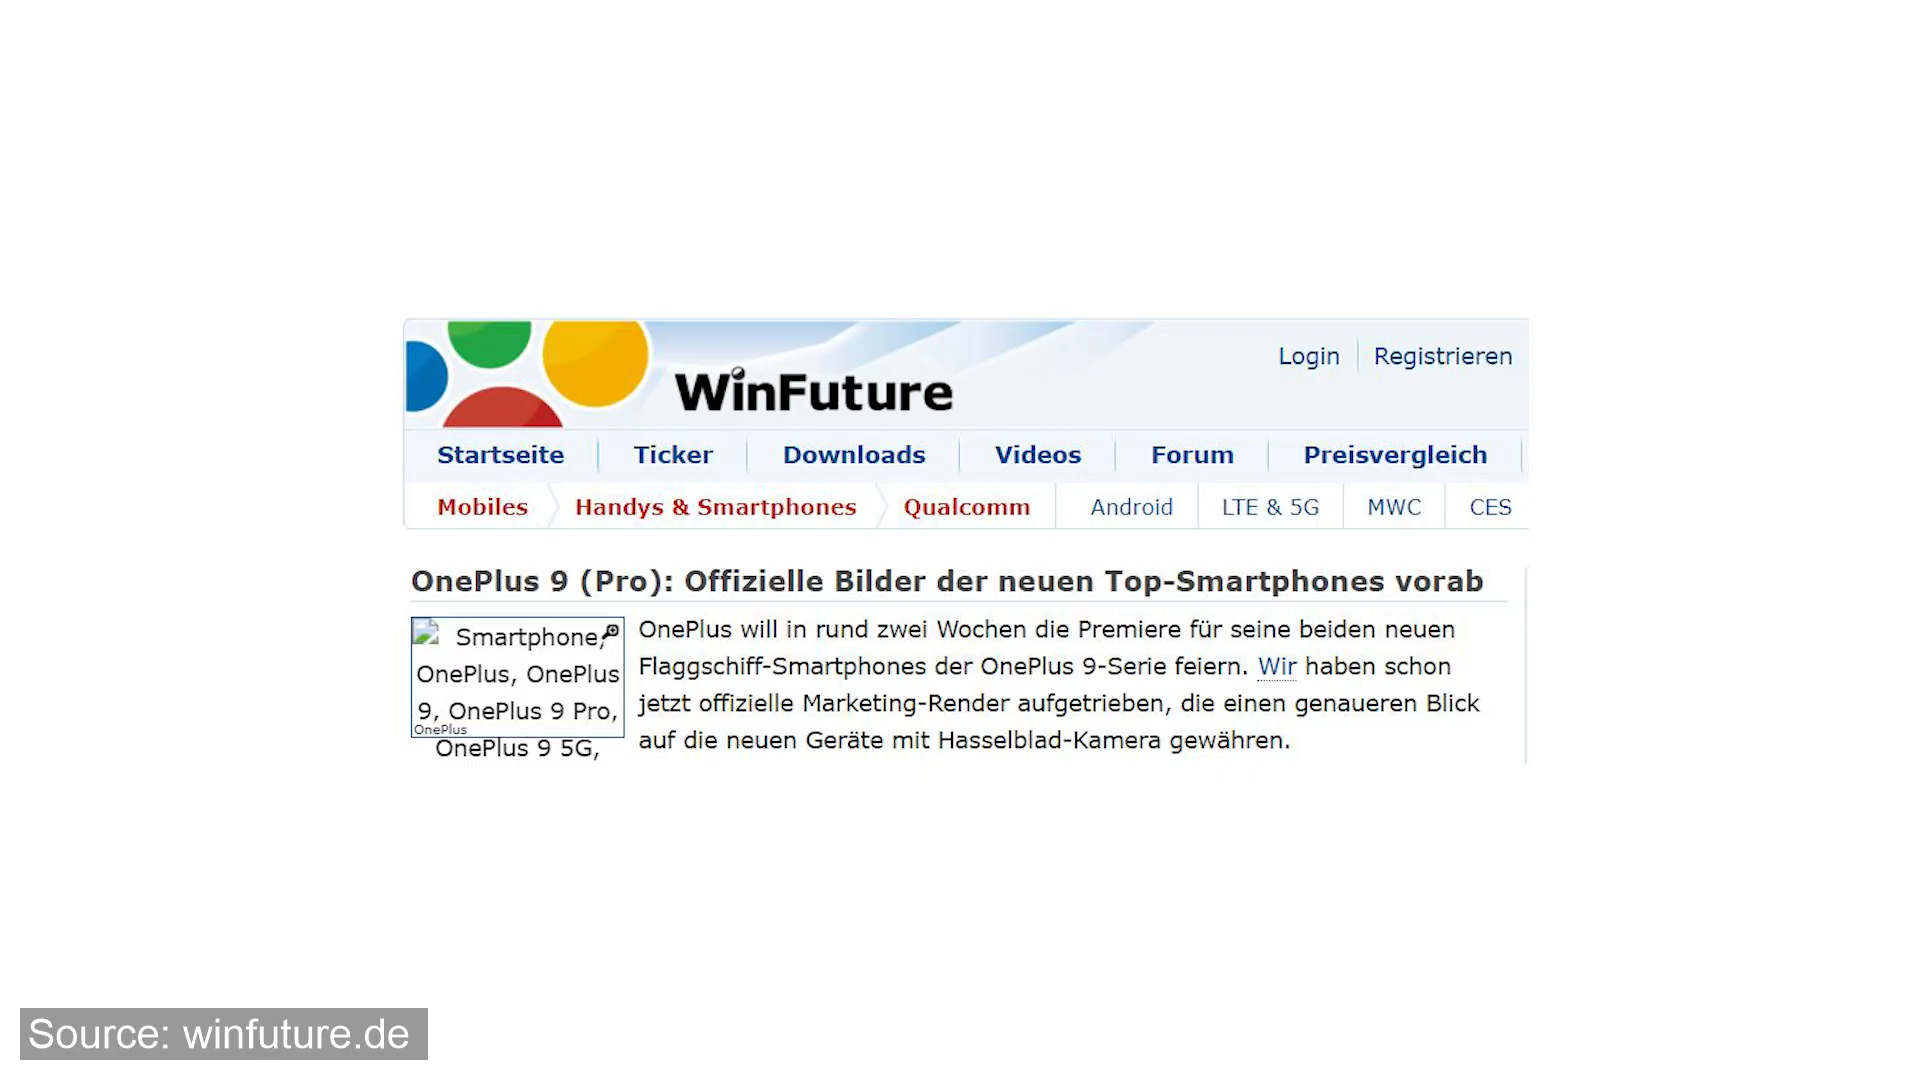 WinFuture
Login
Registrieren
Startseite
Ticker
Downloads
Videos
Forum
Preisvergleich
Mobiles
Handys & Smartphones
Qualcomm
Android
LTE & 5G
MWC
CES
OnePlus 9 (Pro): Offizielle Bilder der neuen Top-Smartphones vorab
Smartphone,
OnePlus, OnePlus
9, OnePlus 9 Pro,
OnePlus
OnePlus 9 5G,
OnePlus will in rund zwei Wochen die Premiere für seine beiden neuen
Flaggschiff-Smartphones der OnePlus 9-Serie feiern. Wir haben schon
jetzt offizielle Marketing-Render aufgetrieben, die einen genaueren Blick
auf die neuen Geräte mit Hasselblad-Kamera gewähren.
Source: winfuture.de